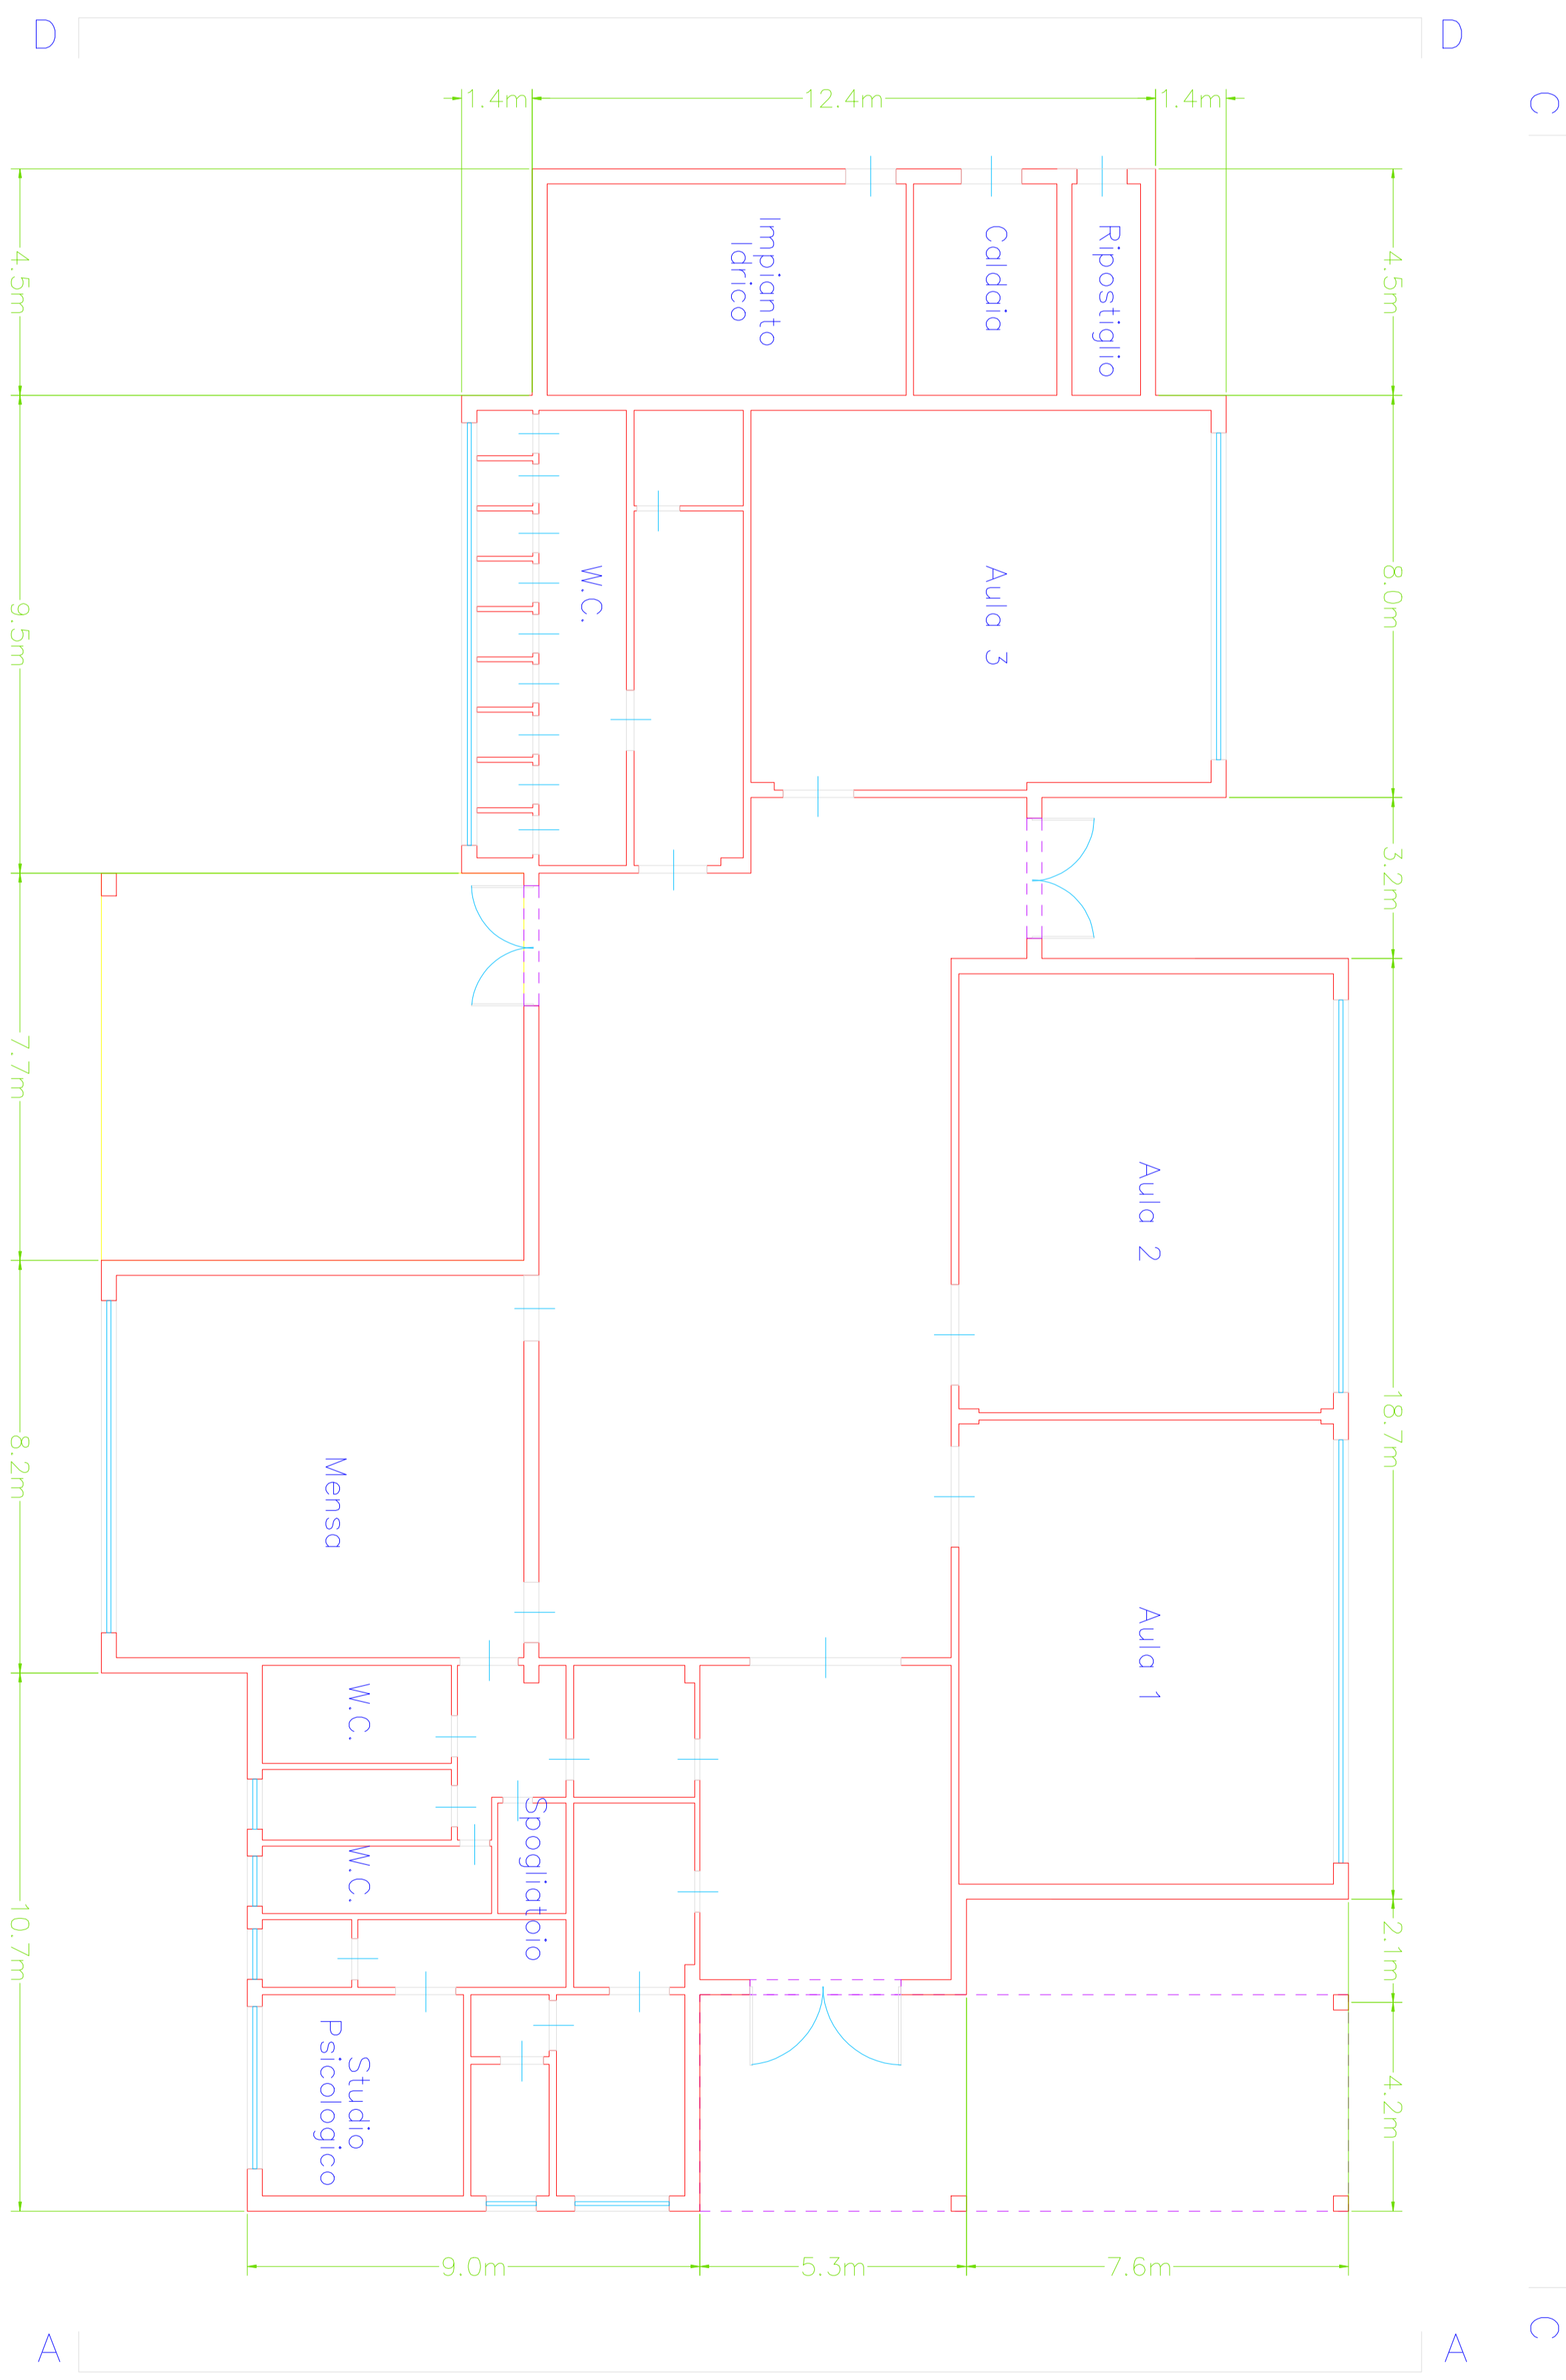 D
D
C
1.4m
12.4m
1.4m
4.5m
4.5m
Impianto
Idrico
Caldaia
Ripostiglio
9.5m
W.C.
Aula 3
8.0m
3.2m
7.7m
Aula 2
18.7m
8.2m
Mensa
Aula 1
W.C.
W.C.
Spogliatoio
10.7m
2.1m
Studio
Psicologico
4.2m
9.0m
5.3m
7.6m
A
A
C